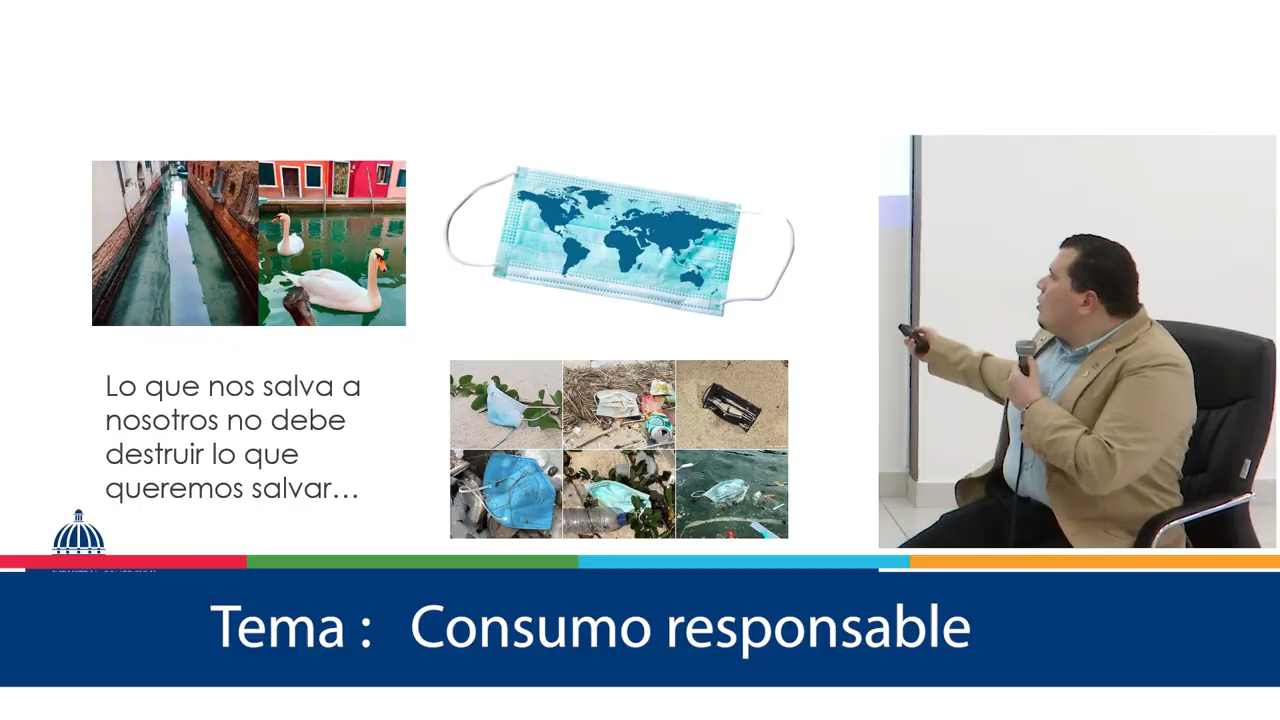 Lo que nos salva a
nosotros no debe
destruir lo que
queremos salvar…
Tema : Consumo responsable